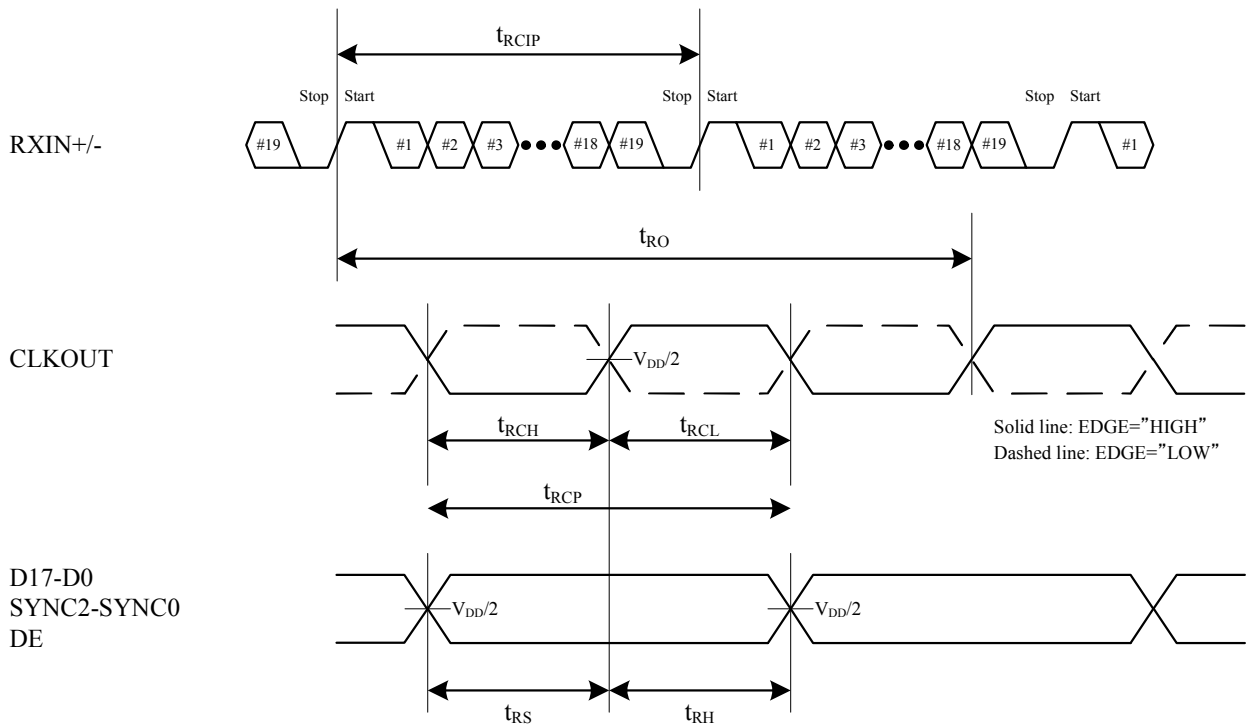 tRCIP
Stop Start Stop Start Stop Start
RXIN+/- #19 #1 #2 #3 #18 #19 #1 #2 #3 #18 #19 #1
tRO
CLKOUT VDD/2
tRCH tRCL
Solid line: EDGE="HIGH"
Dashed line: EDGE="LOW"
tRCP
D17-D0
SYNC2-SYNC0 VDD/2 VDD/2
DE
tRS tRH